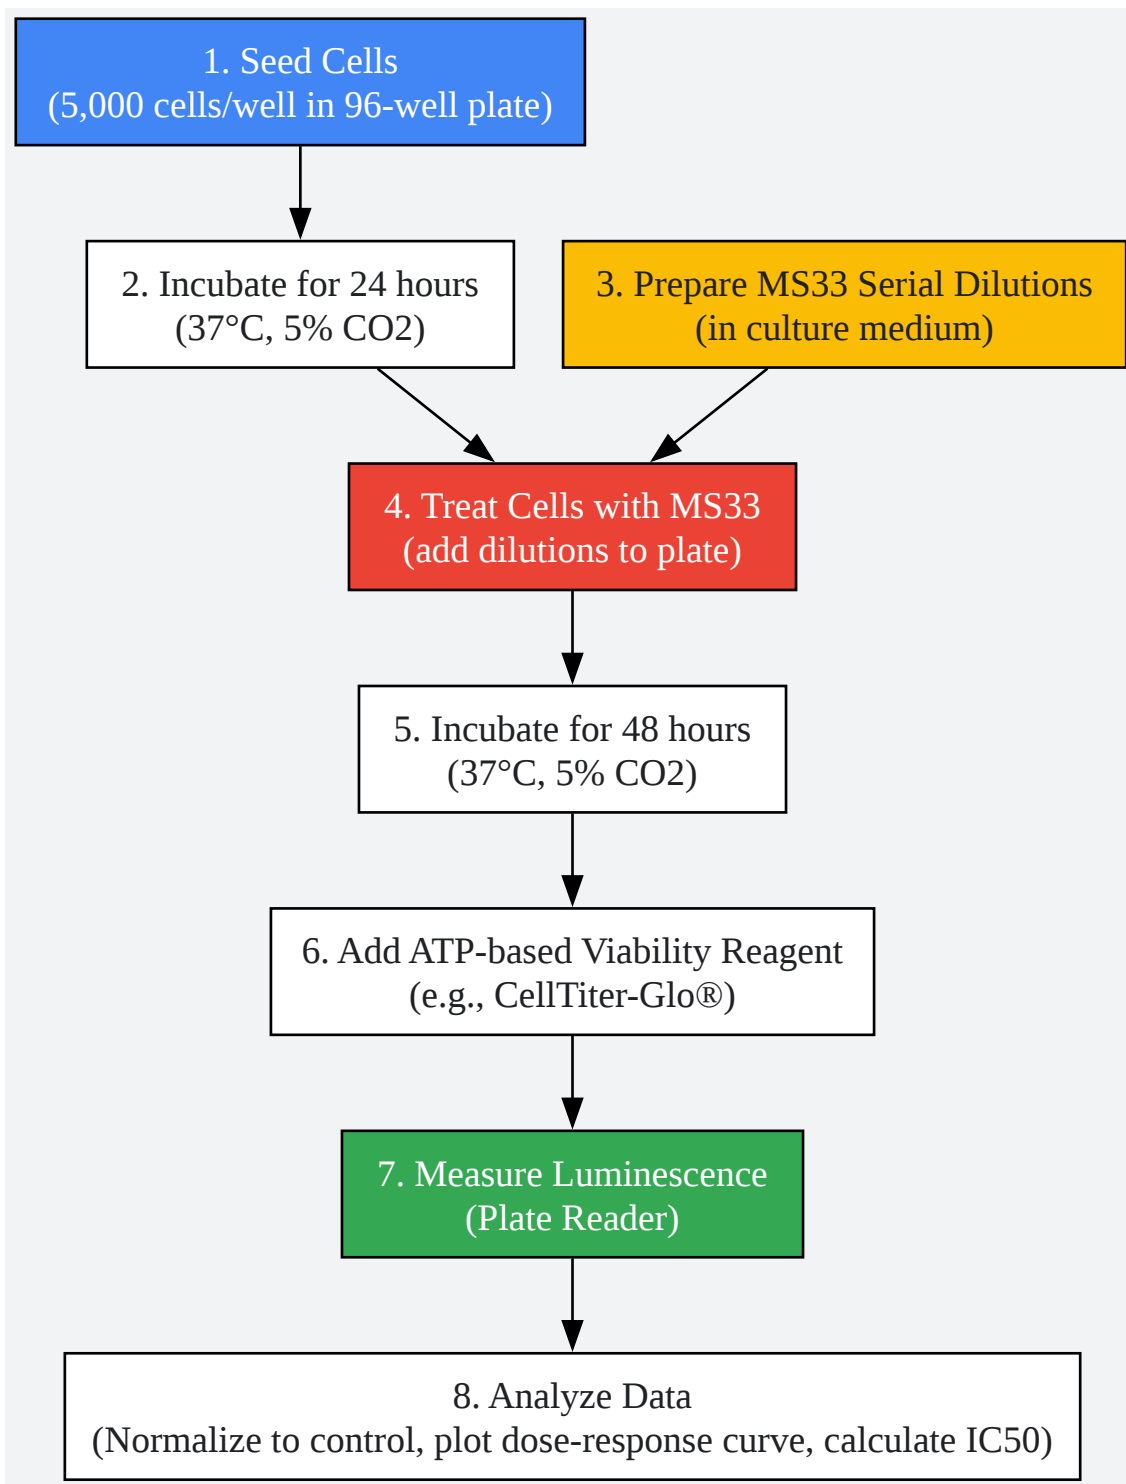 1. Seed Cells
(5,000 cells/well in 96-well plate)
2. Incubate for 24 hours
(37°C, 5% CO2)
3. Prepare MS33 Serial Dilutions
(in culture medium)
4. Treat Cells with MS33
(add dilutions to plate)
5. Incubate for 48 hours
(37°C, 5% CO2)
6. Add ATP-based Viability Reagent
(e.g., CellTiter-Glo®)
7. Measure Luminescence
(Plate Reader)
8. Analyze Data
(Normalize to control, plot dose-response curve, calculate IC50)